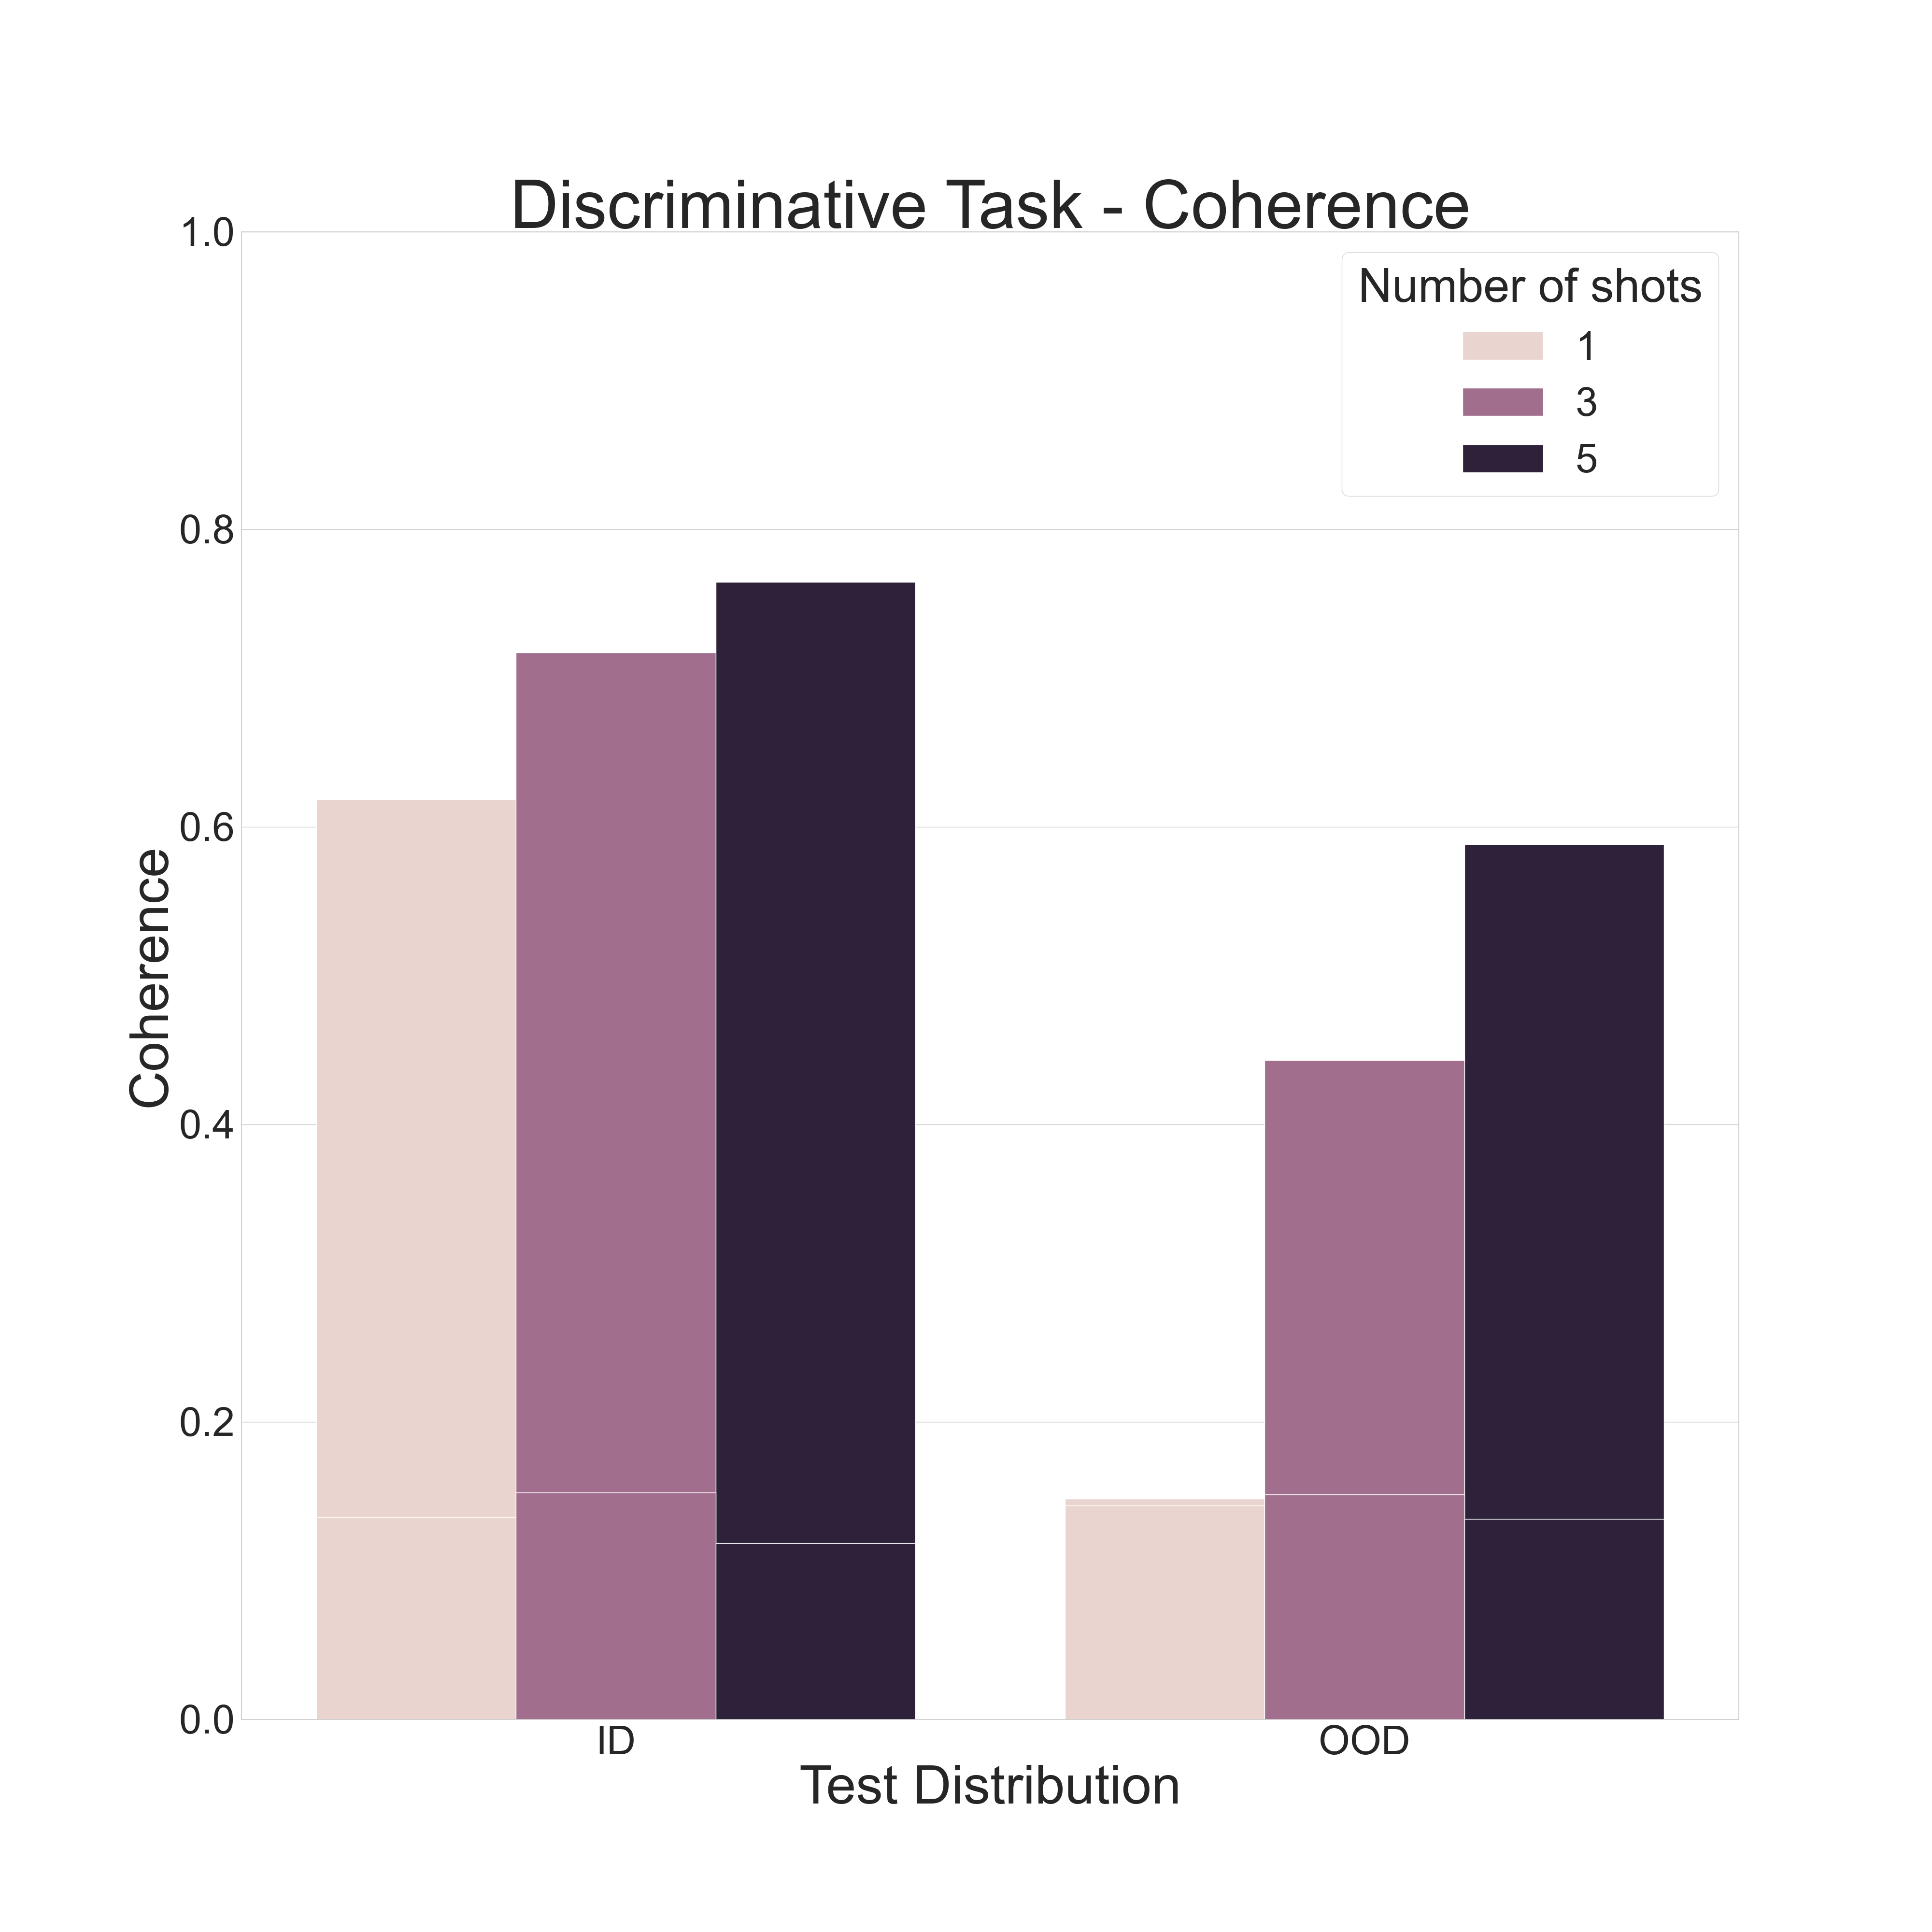 Discriminative Task - Coherence
1.0
0.8
0.6
0.4
0.2
0.0
Coherence
Number of shots
1
3
5
ID
OOD
Test Distribution